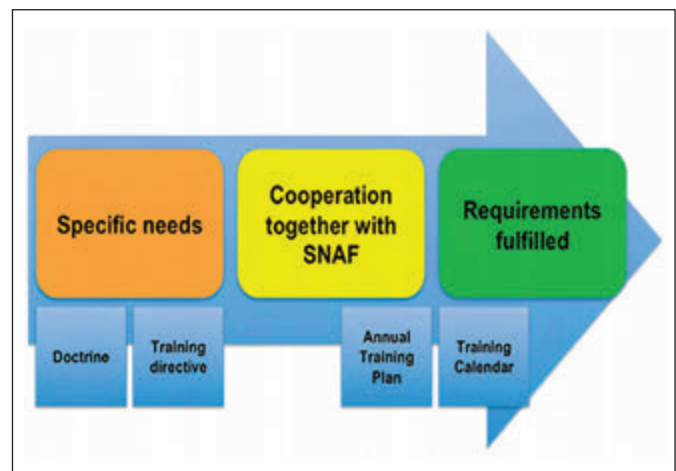 Specific needs
Cooperation
together with
SNAF
Requirements
fulfilled
Doctrine
Training
directive
Annual
Training
Plan
Training
Calendar